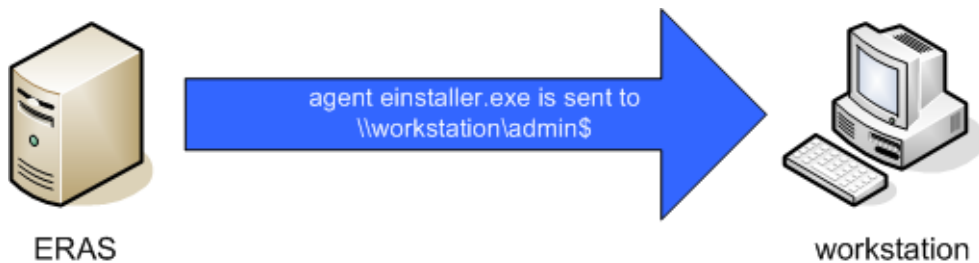 agent einstaller.exe is sent to
\\workstation\admin$
ERAS
workstation